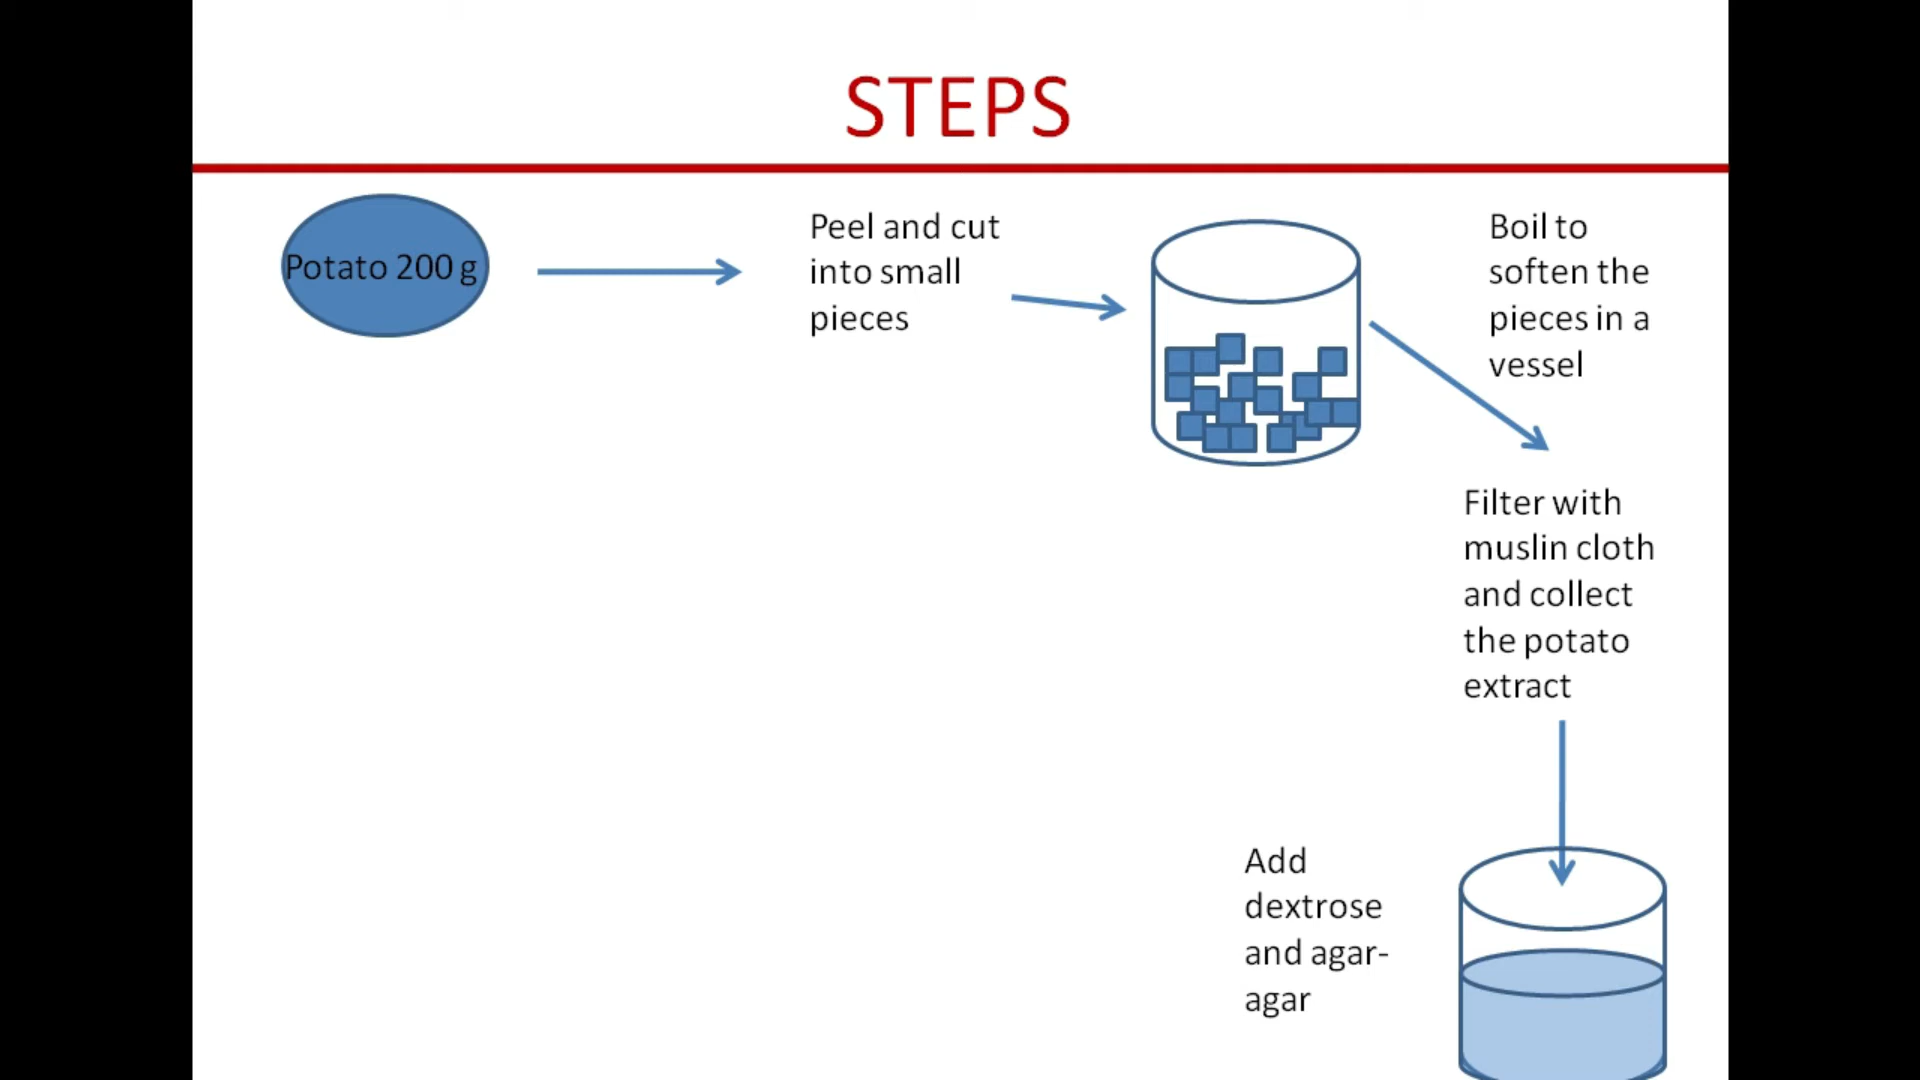 STEPS
Potato 200 g
Peel and cut
into small
pieces
Boil to
soften the
pieces in a
vessel
Filter with
muslin cloth
and collect
the potato
extract
Add
dextrose
and agar-
agar